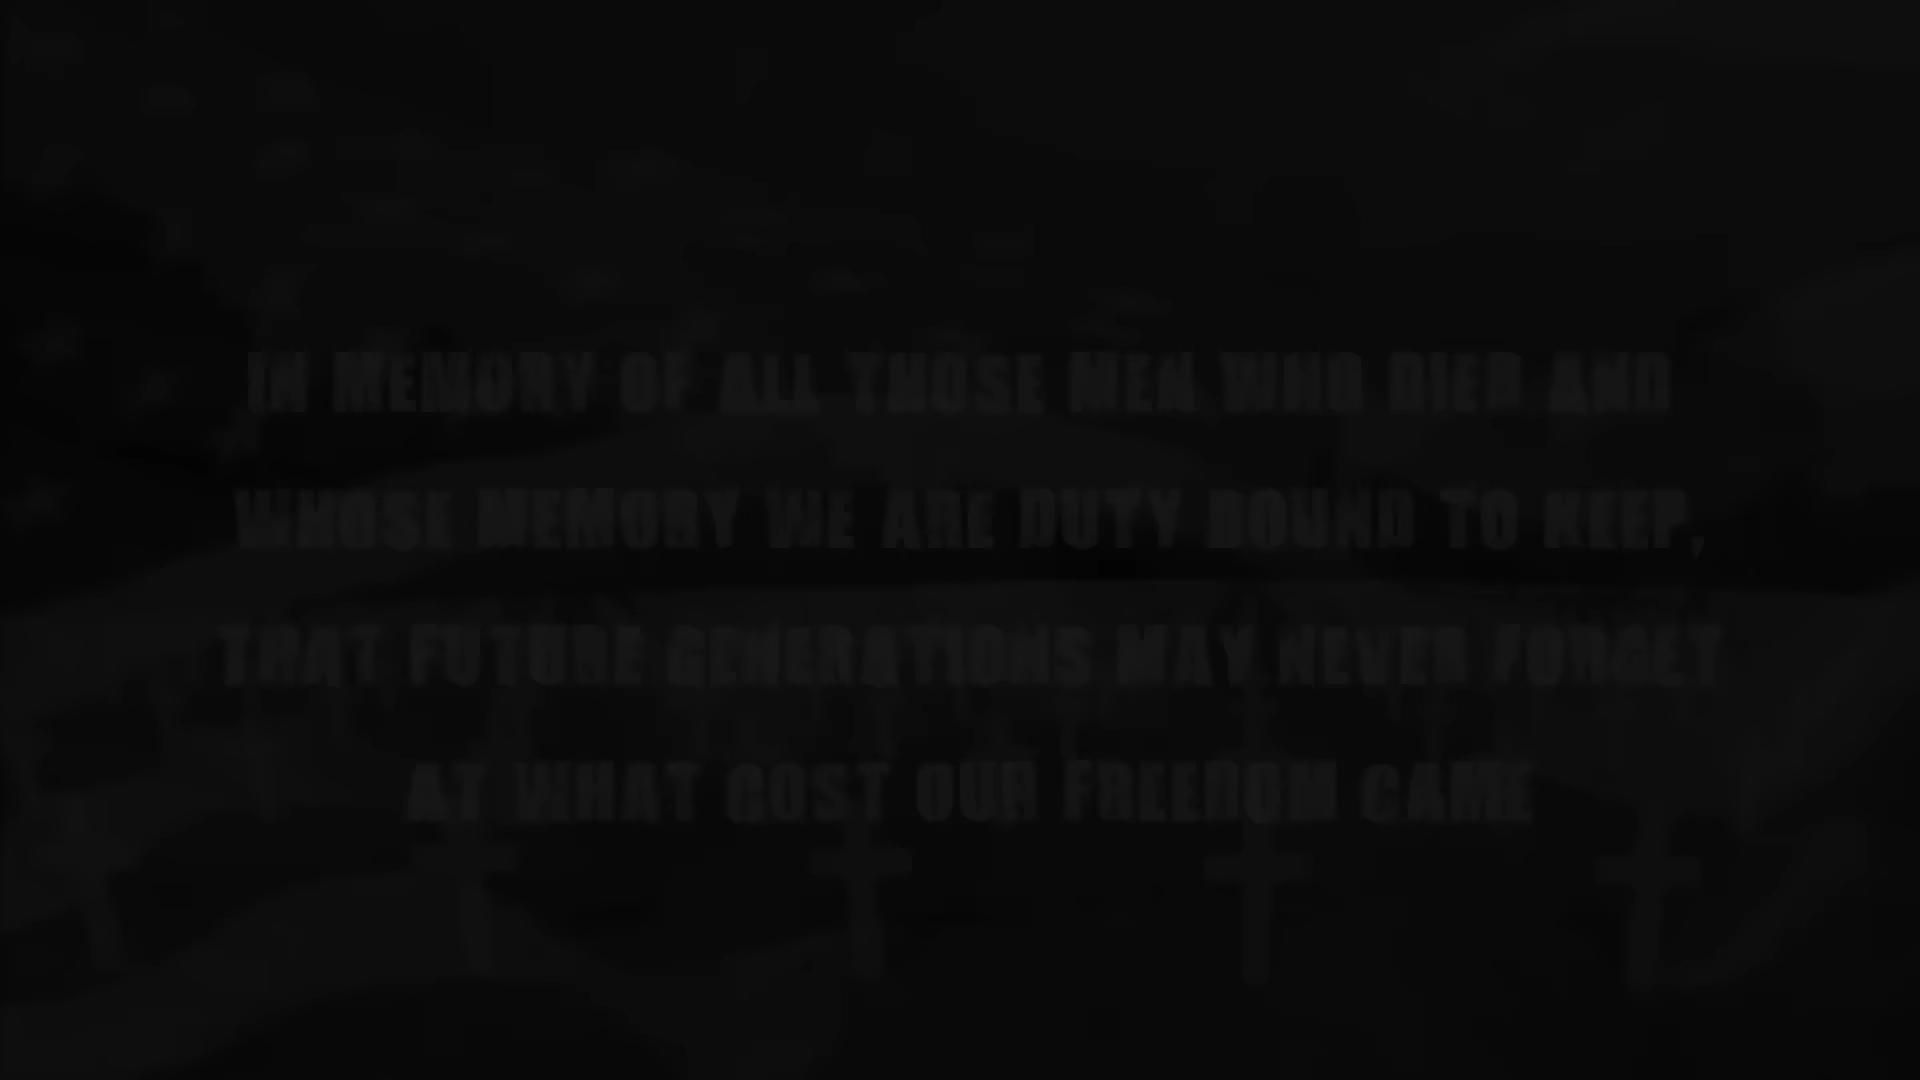 IN MEMORY OF ALL THOSE MEN WHO DIED AND
WHOSE MEMORY WE ARE DUTY BOUND TO KEEP,
THAT FUTURE GENERATIONS MAY NEVER FORGET
AT WHAT COST OUR FREEDOM CAME